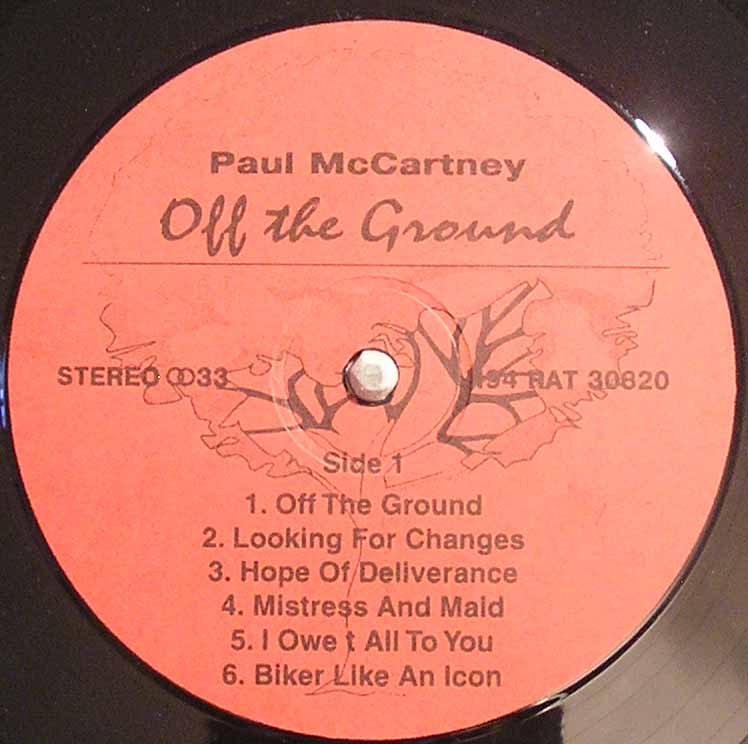 Paul McCartney
Off the Ground
STEREO 33 R94 RAT 30820
Side 1
1. Off The Ground
2. Looking For Changes
3. Hope Of Deliverance
4. Mistress And Maid
5. I Owe t All To You
6. Biker Like An Icon